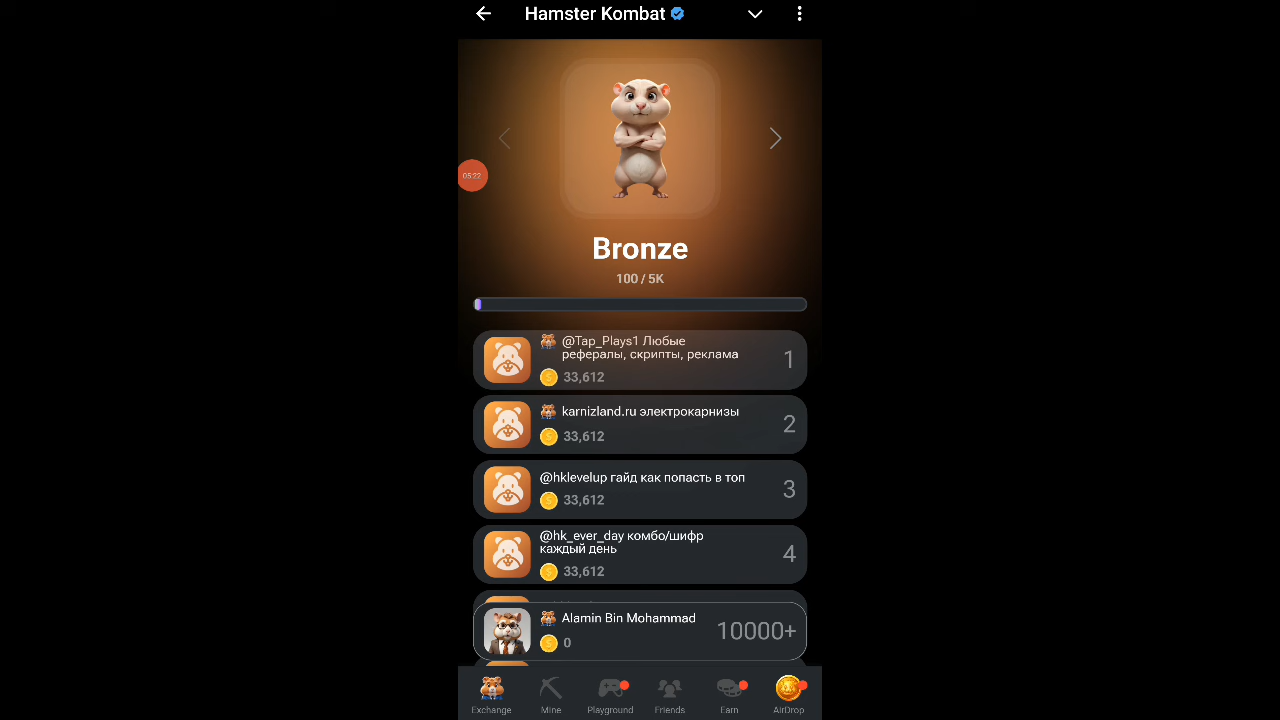 Hamster Kombat
05:22
Bronze
100 / 5K
@Tap_Plays1 Любые
рефералы, скрипты, реклама
33,612
1
karnizland.ru электрокарнизы
33,612
2
@hklevelup гайд как попасть в топ
33,612
3
@hk_ever_day комбо/шифр
каждый день
33,612
4
Alamin Bin Mohammad
0
10000+
Exchange
Mine
Playground
Friends
Earn
AirDrop